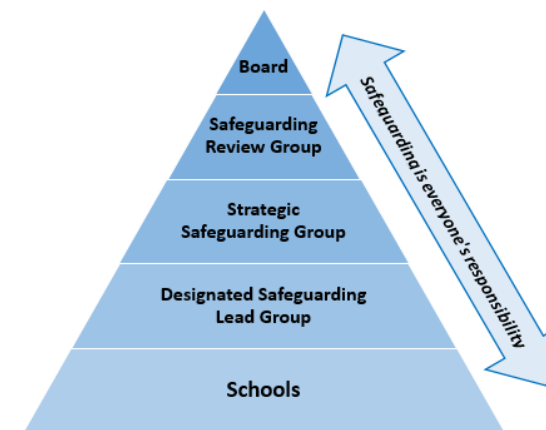 Board
Safeguarding
Review Group
Strategic
Safeguarding Group
Designated Safeguarding
Lead Group
Schools
Safeguarding is everyone's responsibility